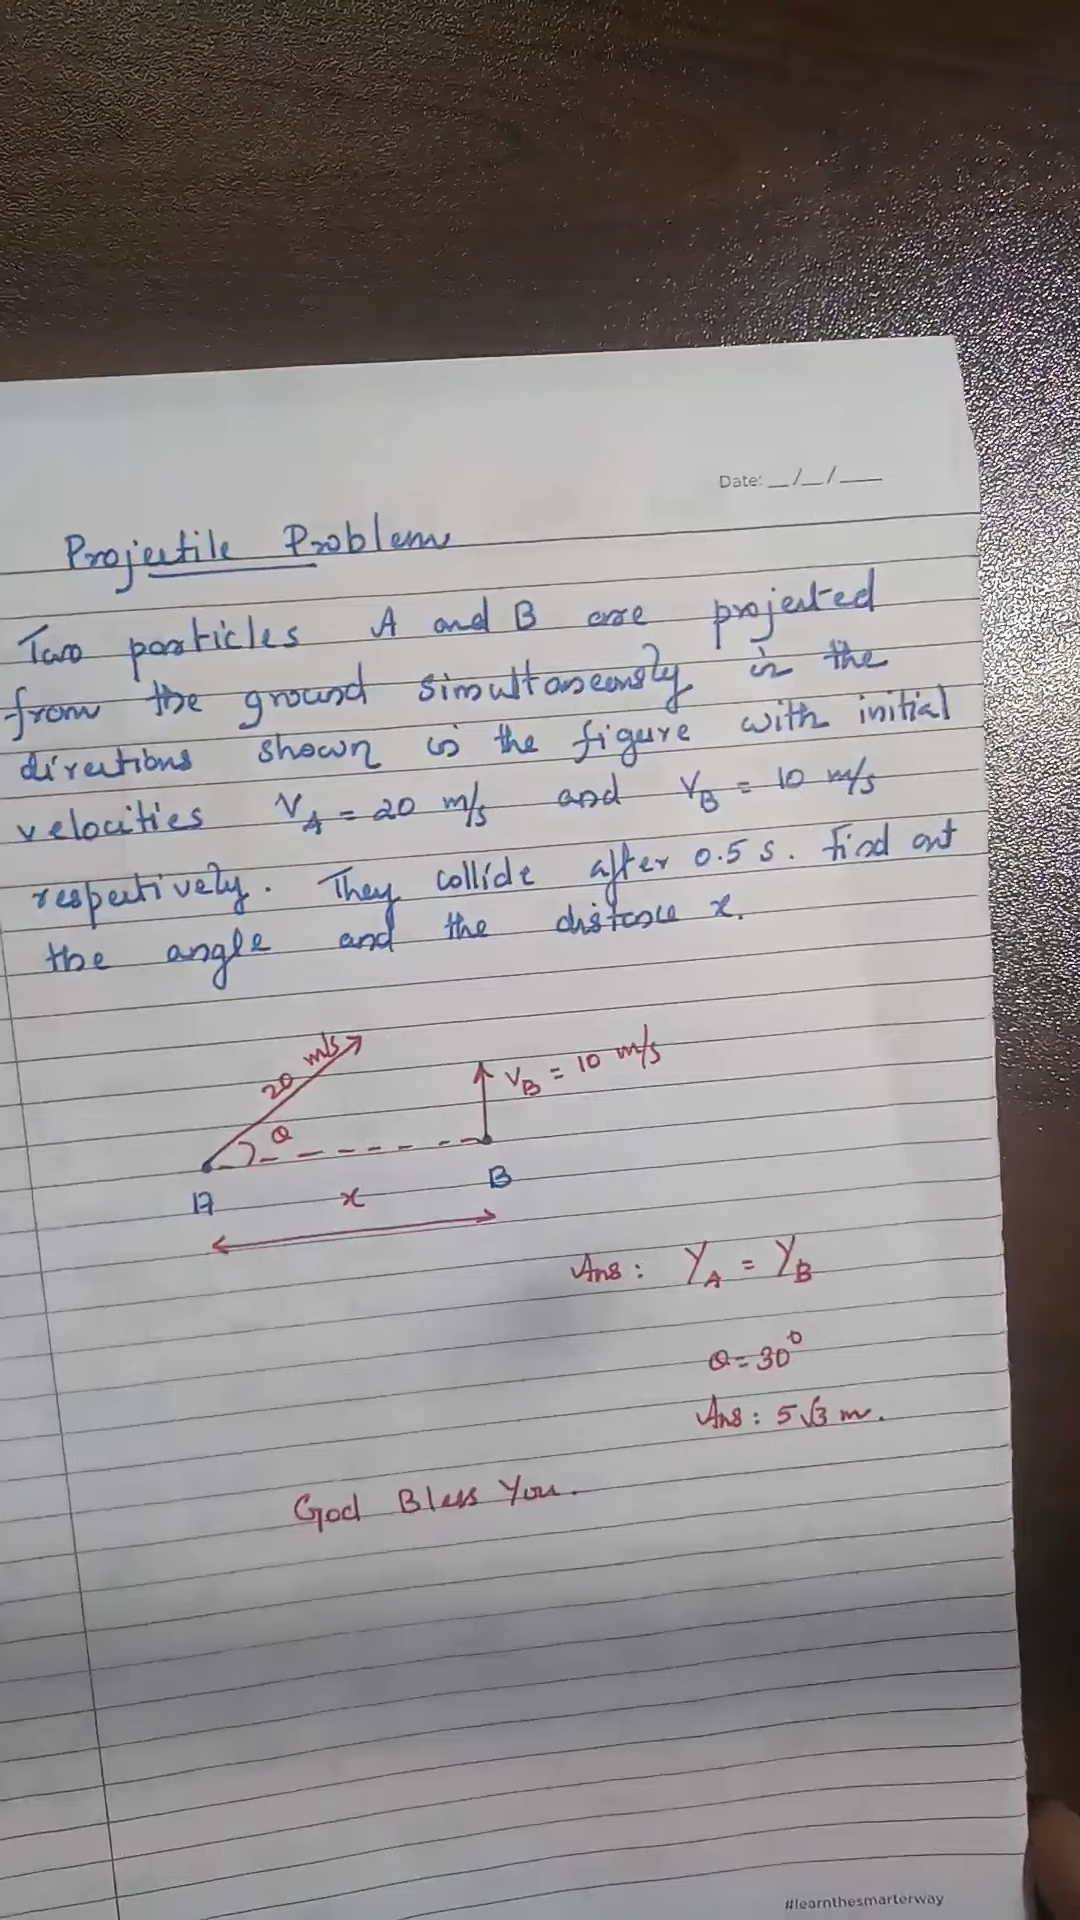 Date: __/__/___
Projectile Problem
Two particles A and B are projected
from the ground simultaneously in the
directions shown in the figure with initial
velocities VA = 20 m/s and VB = 10 m/s
respectively. They collide after 0.5 s. Find out
the angle and the distance x.
20 m/s
VB = 10 m/s
θ
A x B
Ans: YA = YB
θ = 30°
Ans: 5√3 m.
God Bless You.
#learnthesmarterway